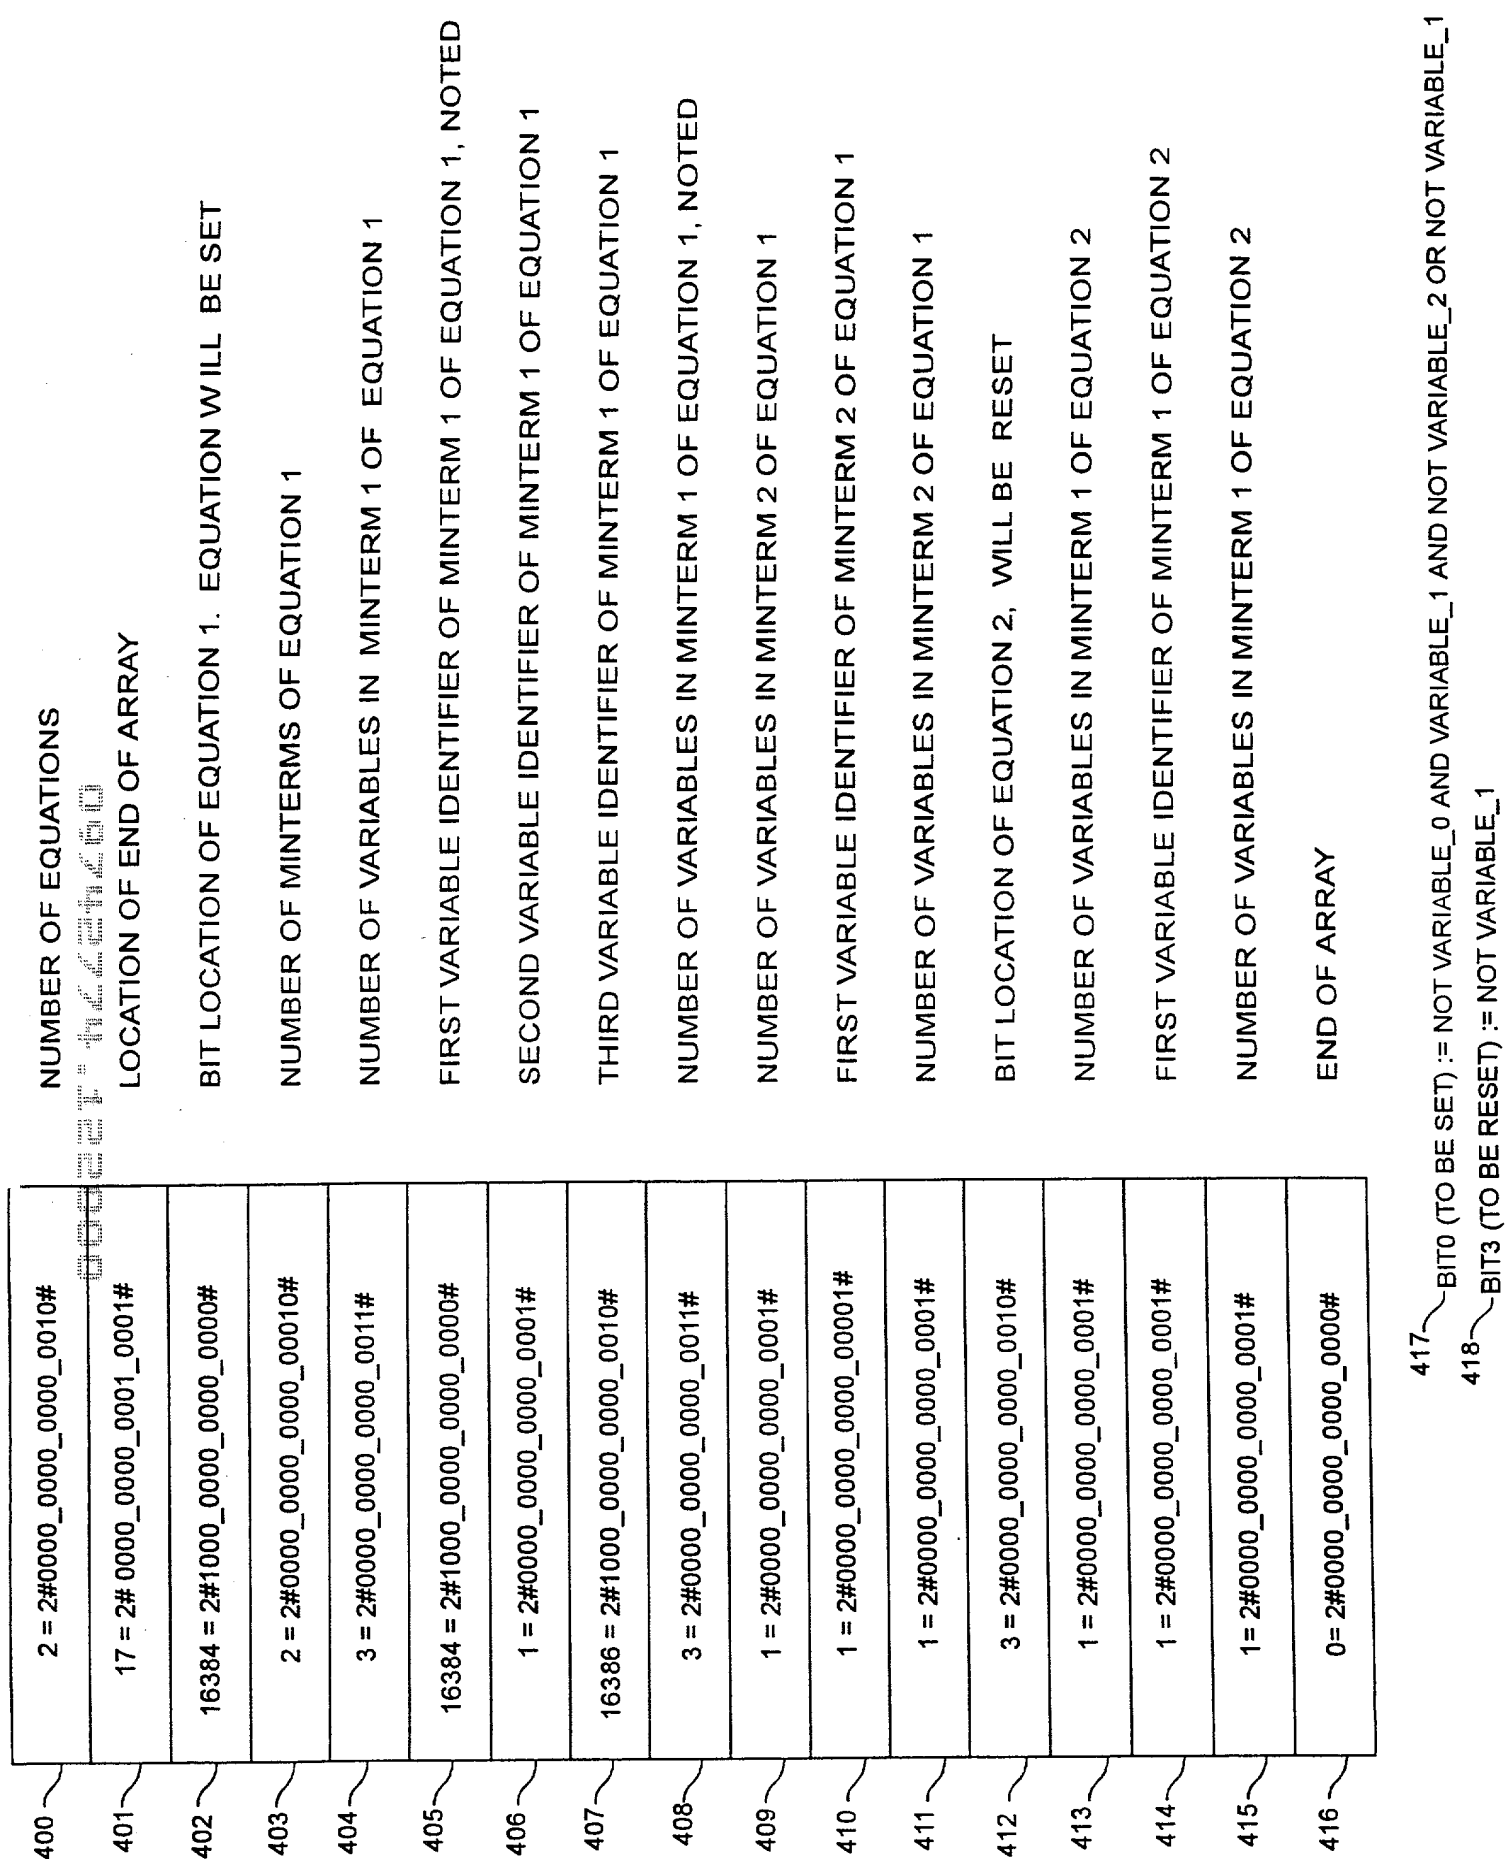 400 2 = 2#0000_0000_0000_0010# NUMBER OF EQUATIONS
401 17 = 2# 0000_0000_0001_0001# LOCATION OF END OF ARRAY
402 16384 = 2#1000_0000_0000_0000# BIT LOCATION OF EQUATION 1. EQUATION WILL BE SET
403 2 = 2#0000_0000_0000_00010# NUMBER OF MINTERMS OF EQUATION 1
404 3 = 2#0000_0000_0000_0011# NUMBER OF VARIABLES IN MINTERM 1 OF EQUATION 1
405 16384 = 2#1000_0000_0000_0000# FIRST VARIABLE IDENTIFIER OF MINTERM 1 OF EQUATION 1, NOTED
406 1 = 2#0000_0000_0000_0001# SECOND VARIABLE IDENTIFIER OF MINTERM 1 OF EQUATION 1
407 16386 = 2#1000_0000_0000_0010# THIRD VARIABLE IDENTIFIER OF MINTERM 1 OF EQUATION 1
408 3 = 2#0000_0000_0000_0011# NUMBER OF VARIABLES IN MINTERM 1 OF EQUATION 1, NOTED
409 1 = 2#0000_0000_0000_0001# NUMBER OF VARIABLES IN MINTERM 2 OF EQUATION 1
410 1 = 2#0000_0000_0000_00001# FIRST VARIABLE IDENTIFIER OF MINTERM 2 OF EQUATION 1
411 1 = 2#0000_0000_0000_0001# NUMBER OF VARIABLES IN MINTERM 2 OF EQUATION 1
412 3 = 2#0000_0000_0000_0010# BIT LOCATION OF EQUATION 2, WILL BE RESET
413 1 = 2#0000_0000_0000_0001# NUMBER OF VARIABLES IN MINTERM 1 OF EQUATION 2
414 1 = 2#0000_0000_0000_0001# FIRST VARIABLE IDENTIFIER OF MINTERM 1 OF EQUATION 2
415 1= 2#0000_0000_0000_0001# NUMBER OF VARIABLES IN MINTERM 1 OF EQUATION 2
416 0= 2#0000_0000_0000_0000# END OF ARRAY
417 BIT0 (TO BE SET) := NOT VARIABLE_0 AND VARIABLE_1 AND NOT VARIABLE_2 OR NOT VARIABLE_1
418 BIT3 (TO BE RESET) := NOT VARIABLE_1